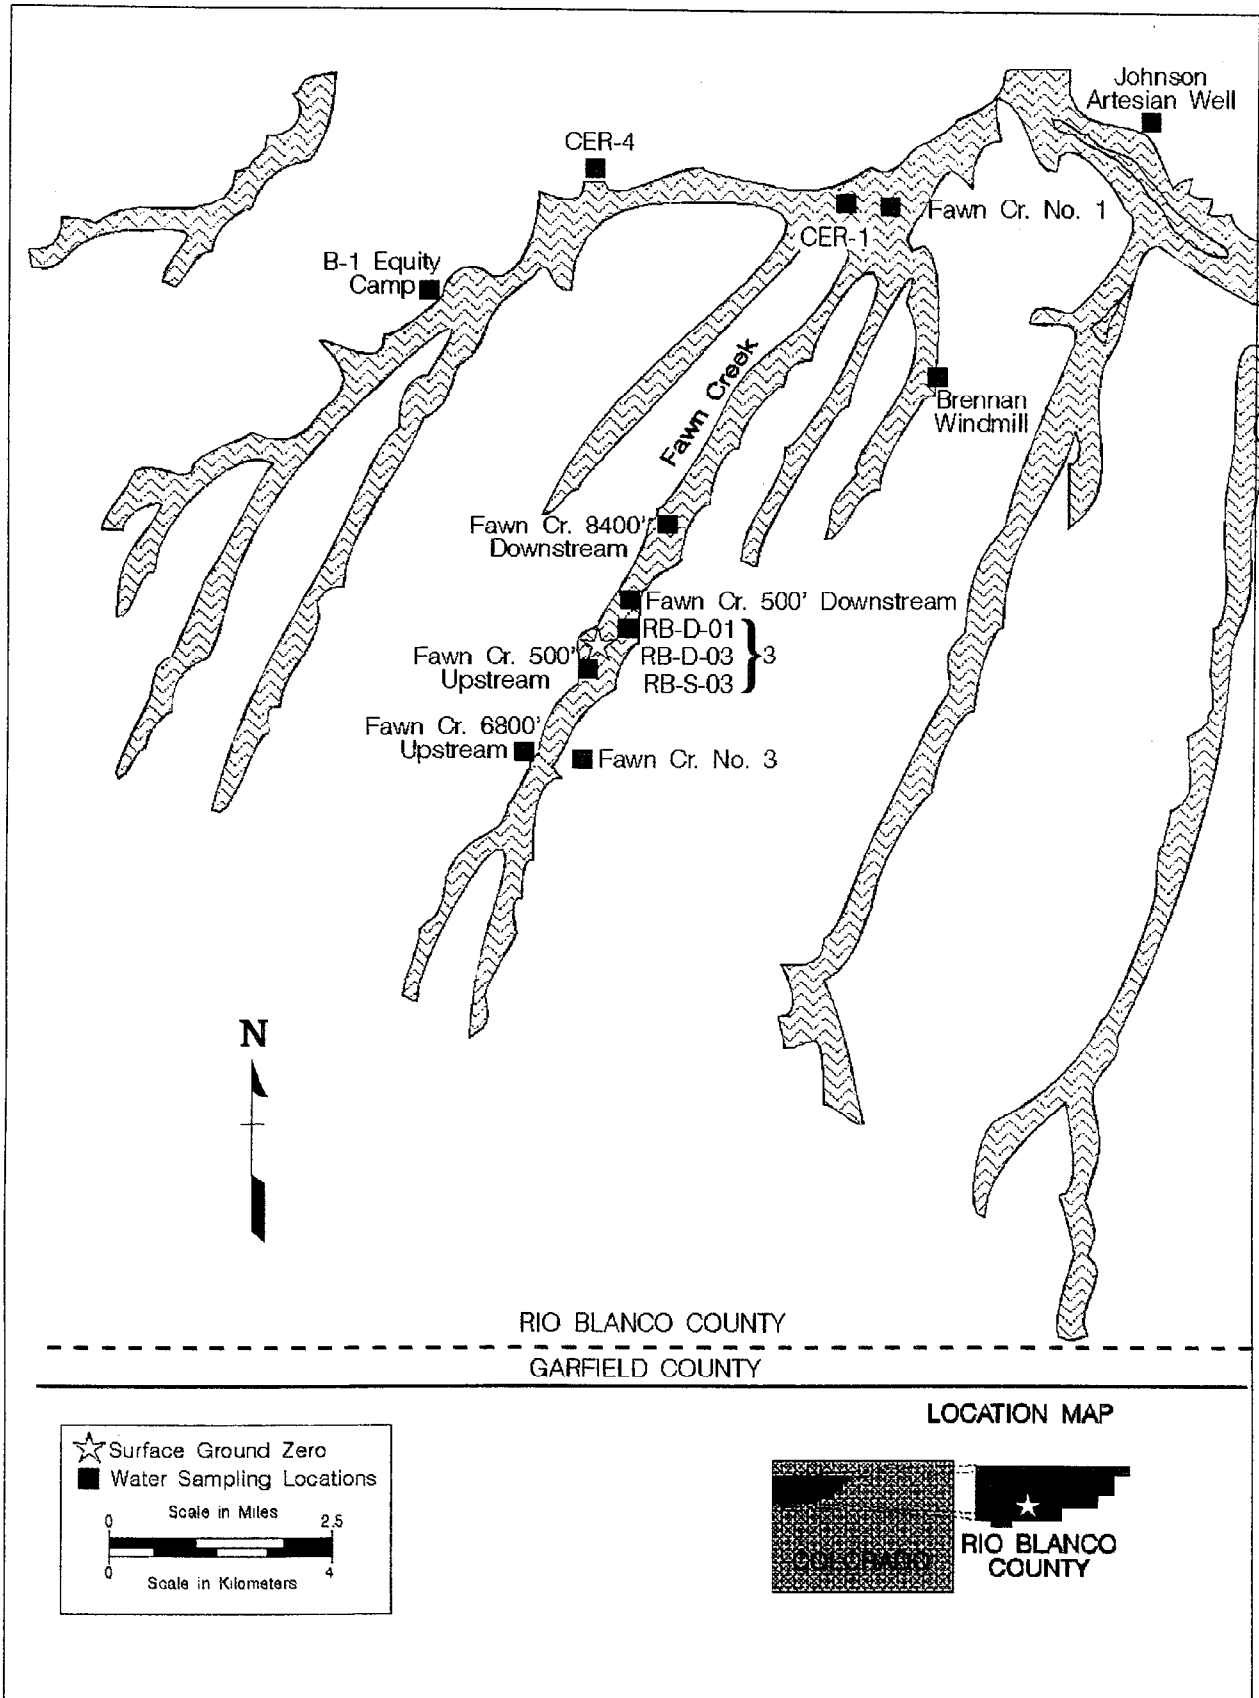 Johnson
Artesian Well
CER-4
Fawn Cr. No. 1
CER-1
B-1 Equity
Camp
Fawn Creek
Brennan
Windmill
Fawn Cr. 8400'
Downstream
Fawn Cr. 500' Downstream
RB-D-01
RB-D-03
RB-S-03
3
Fawn Cr. 500'
Upstream
Fawn Cr. 6800'
Upstream
Fawn Cr. No. 3
N
RIO BLANCO COUNTY
GARFIELD COUNTY
LOCATION MAP
Surface Ground Zero
Water Sampling Locations
Scale in Miles
0 2.5
0 4
Scale in Kilometers
COLORADO
RIO BLANCO
COUNTY